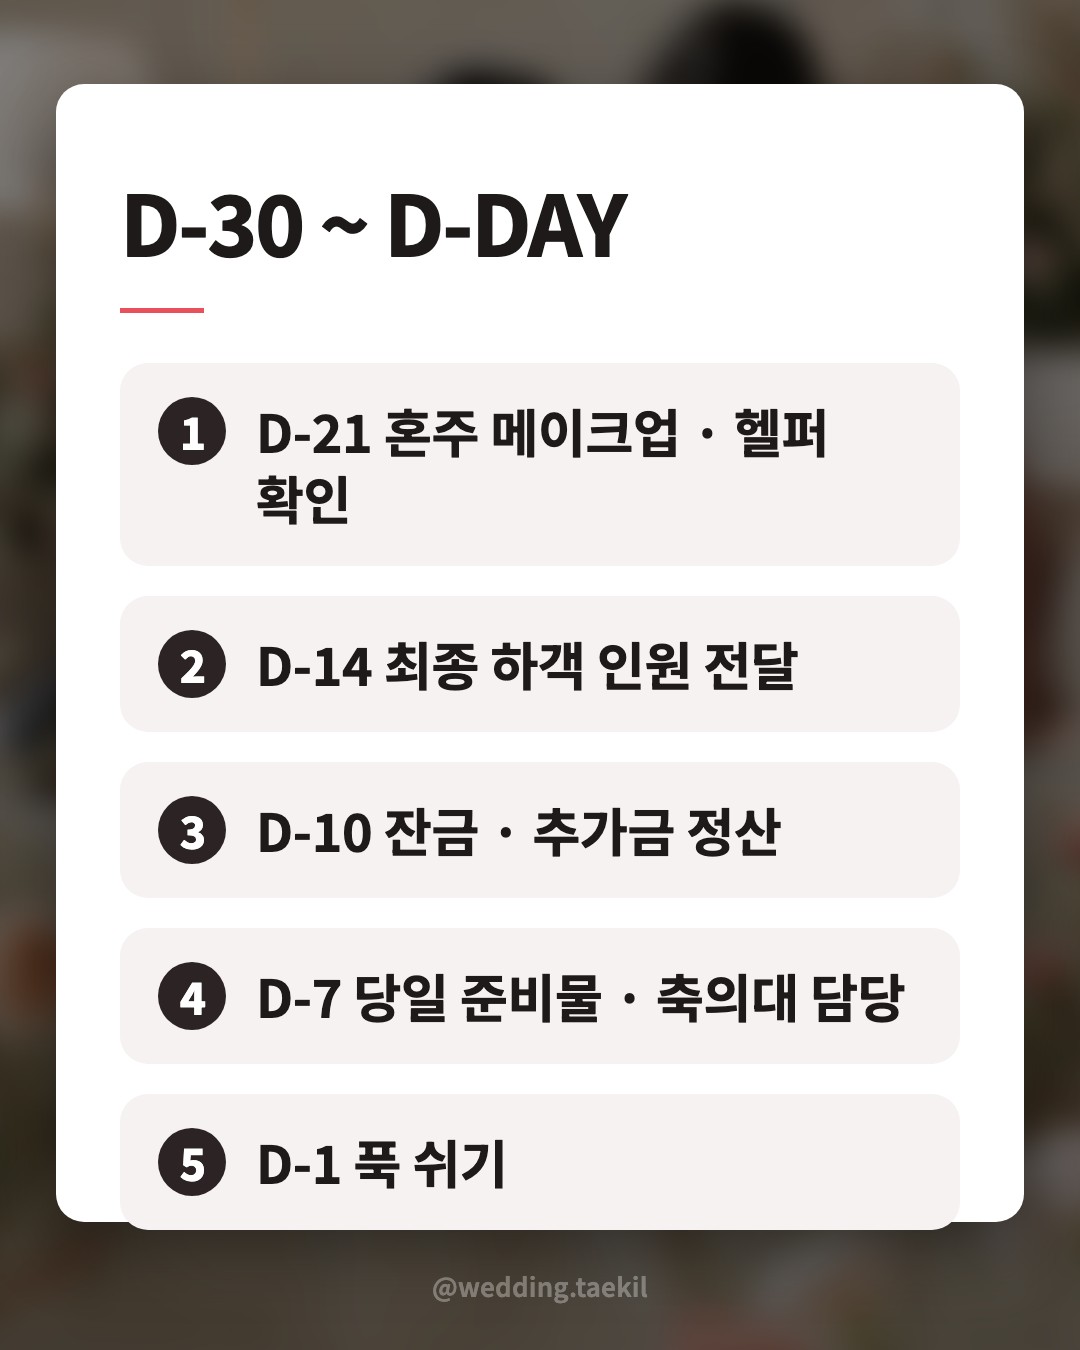 D-30 ~ D-DAY
1 D-21 혼주 메이크업 · 헬퍼
확인
2 D-14 최종 하객 인원 전달
3 D-10 잔금 · 추가금 정산
4 D-7 당일 준비물 · 축의대 담당
5 D-1 푹 쉬기
@wedding.taekil